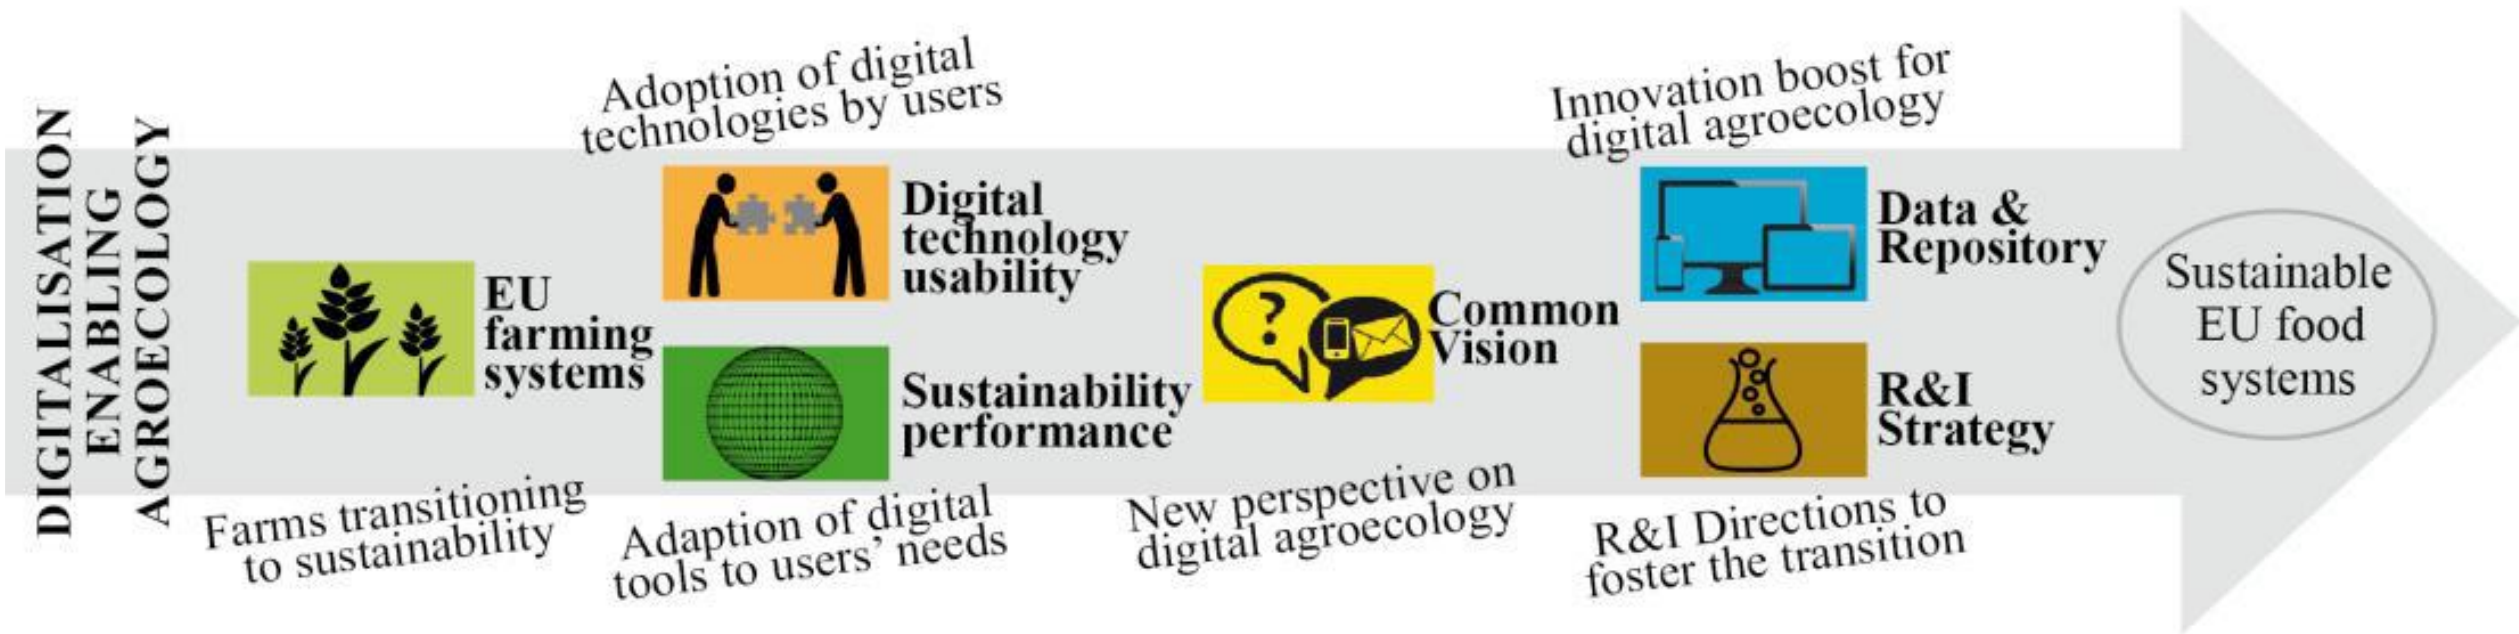 DIGITALISATION
ENABLING
AGROECOLOGY
EU
farming
systems
Farms transitioning
to sustainability
Adoption of digital
technologies by users
Digital
technology
usability
Sustainability
performance
Adaption of digital
tools to users’ needs
Common
Vision
New perspective on
digital agroecology
Innovation boost for
digital agroecology
Data &
Repository
R&I
Strategy
R&I Directions to
foster the transition
Sustainable
EU food
systems